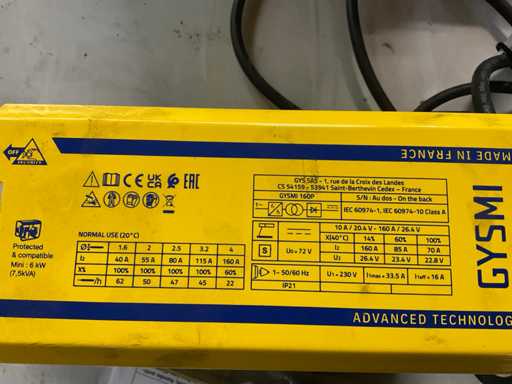 OFF
SECURITY
MADE IN FRANCE
CE UK CA EAC
GYS SAS - 1, rue de la Croix des Landes
CS 54159 - 53941 Saint-Berthevin Cedex – France
GYSMI 160P
S/N : Au dos - On the back
IEC 60974-1, IEC 60974-10 Class A
10 A / 20.4 V - 160 A / 26.4 V
S
U0 = 72 V
X(40°C) 14% 60% 100%
I2 160 A 85 A 70 A
U2 26.4 V 23.4 V 22.8 V
1~ 50/60 Hz
U1 = 230 V
I1max = 33.5 A
I1eff = 16 A
IP21
Protected
& compatible
Mini : 6 kW
(7,5kVA)
NORMAL USE (20°C)
Ø 1.6 2 2.5 3.2 4
I2 40 A 55 A 80 A 115 A 160 A
X% 100% 100% 100% 100% 60%
/h 62 50 47 45 22
GYSMI
ADVANCED TECHNOLOG